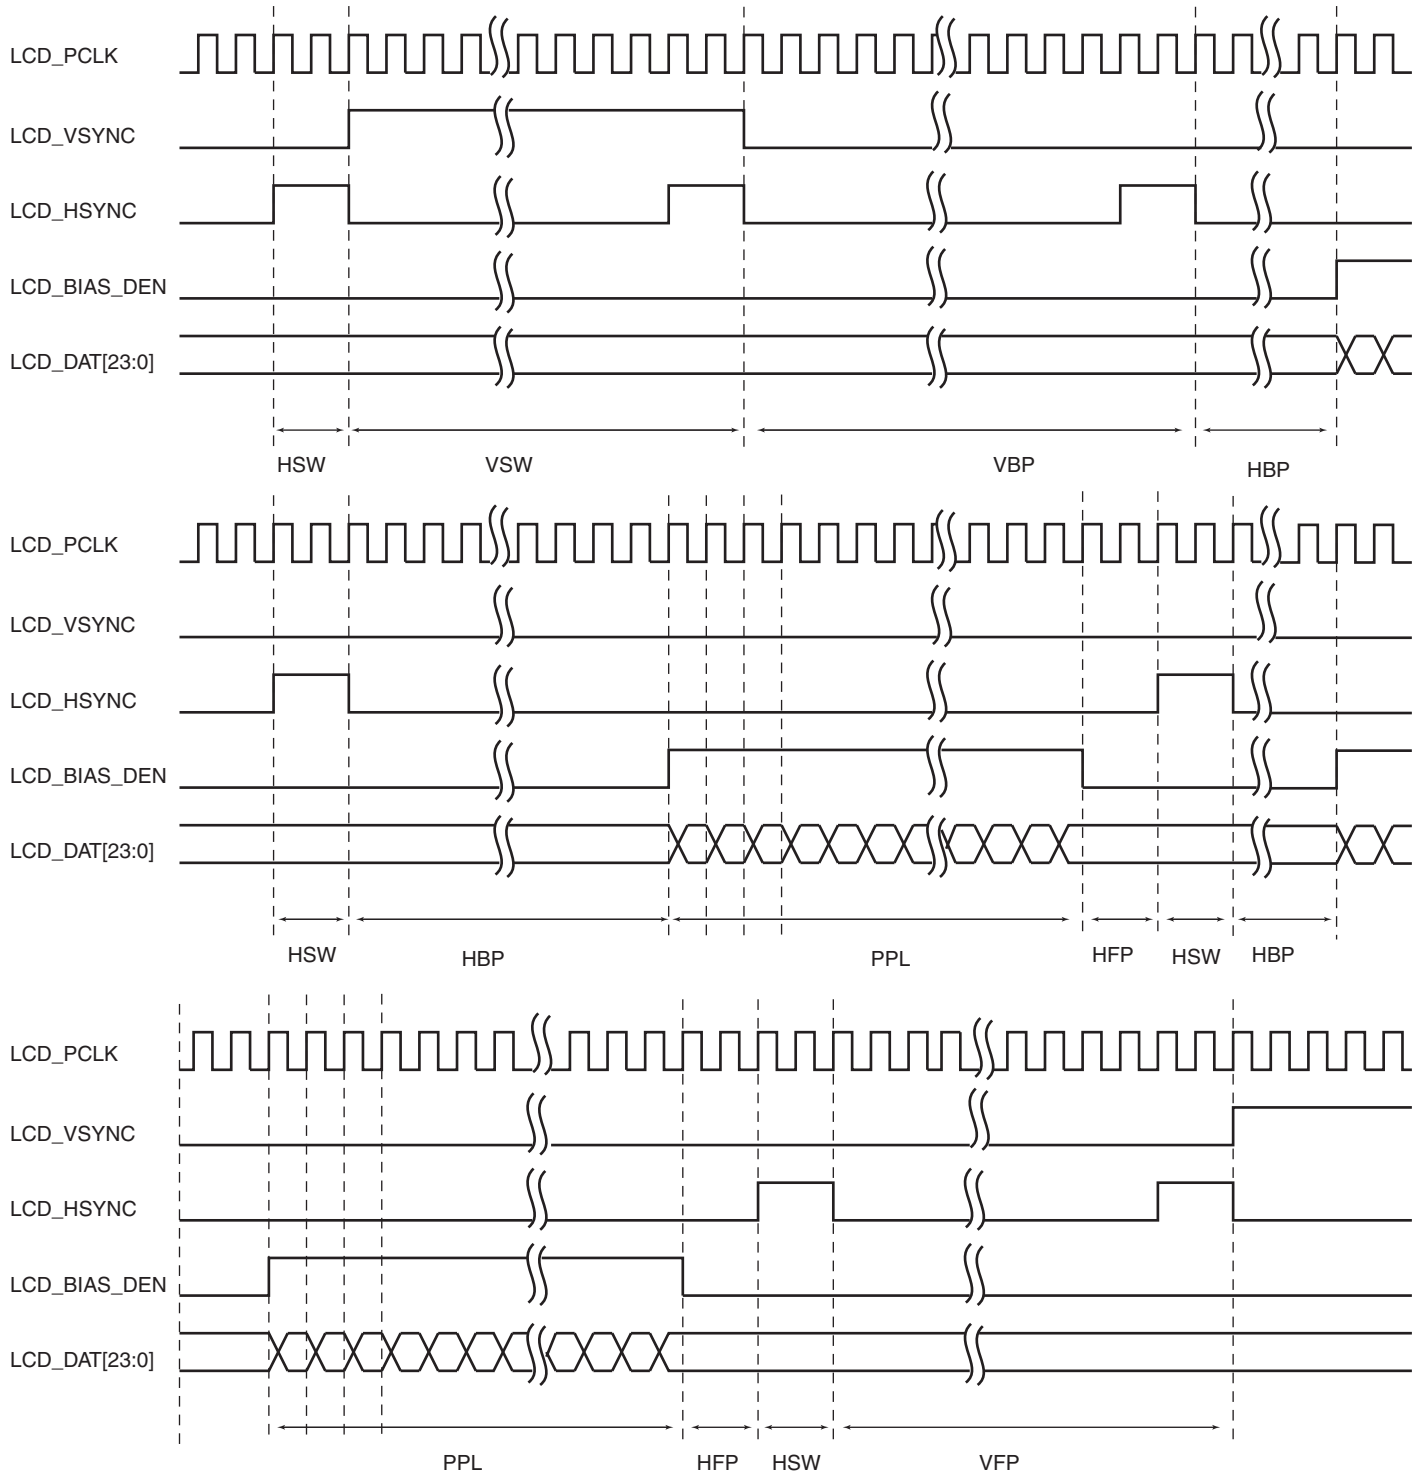 LCD_PCLK
LCD_VSYNC
LCD_HSYNC
LCD_BIAS_DEN
LCD_DAT[23:0]
HSW VSW VBP HBP
LCD_PCLK
LCD_VSYNC
LCD_HSYNC
LCD_BIAS_DEN
LCD_DAT[23:0]
HSW HBP PPL HFP HSW HBP
LCD_PCLK
LCD_VSYNC
LCD_HSYNC
LCD_BIAS_DEN
LCD_DAT[23:0]
PPL HFP HSW VFP